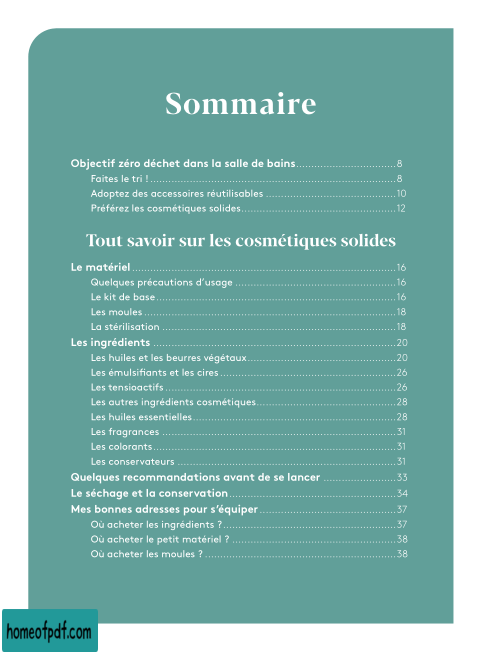 Sommaire
Objectif zéro déchet dans la salle de bains.................................8
Faites le tri !.................................................................................8
Adoptez des accessoires réutilisables ...........................................10
Préférez les cosmétiques solides...................................................12
Tout savoir sur les cosmétiques solides
Le matériel.......................................................................................16
Quelques précautions d’usage .....................................................16
Le kit de base...............................................................................16
Les moules...................................................................................18
La stérilisation .............................................................................18
Les ingrédients ................................................................................20
Les huiles et les beurres végétaux.................................................20
Les émulsifiants et les cires..........................................................26
Les tensioactifs............................................................................26
Les autres ingrédients cosmétiques..............................................28
Les huiles essentielles...................................................................28
Les fragrances .............................................................................31
Les colorants................................................................................31
Les conservateurs ........................................................................31
Quelques recommandations avant de se lancer ........................33
Le séchage et la conservation.......................................................34
Mes bonnes adresses pour s’équiper.............................................37
Où acheter les ingrédients ?.........................................................37
Où acheter le petit matériel ?.......................................................38
Où acheter les moules ?...............................................................38
homeofpdf.com